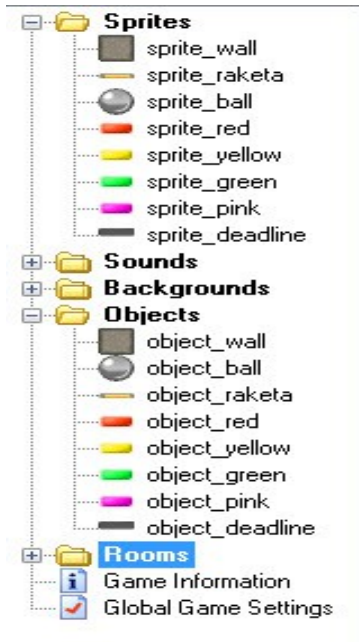 Sprites
sprite_wall
sprite_raketa
sprite_ball
sprite_red
sprite_yellow
sprite_green
sprite_pink
sprite_deadline
Sounds
Backgrounds
Objects
object_wall
object_ball
object_raketa
object_red
object_yellow
object_green
object_pink
object_deadline
Rooms
Game Information
Global Game Settings